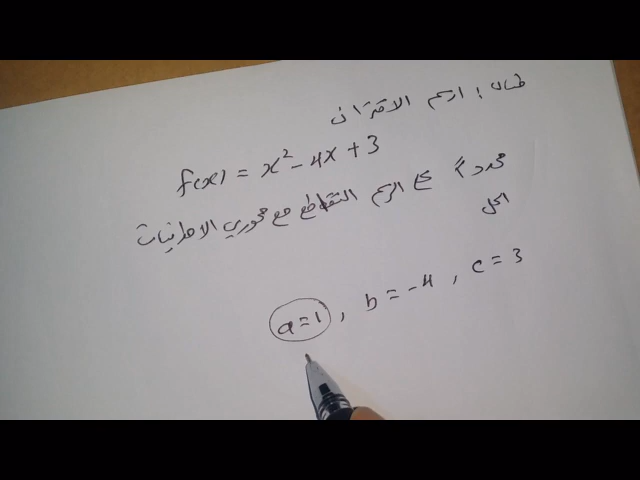 مثال : ارسم الاقتران
f(x) = x² - 4x + 3
محدداً على الرسم التقاطع مع محوري الاحداثيات
الحل
a = 1 , b = -4 , c = 3